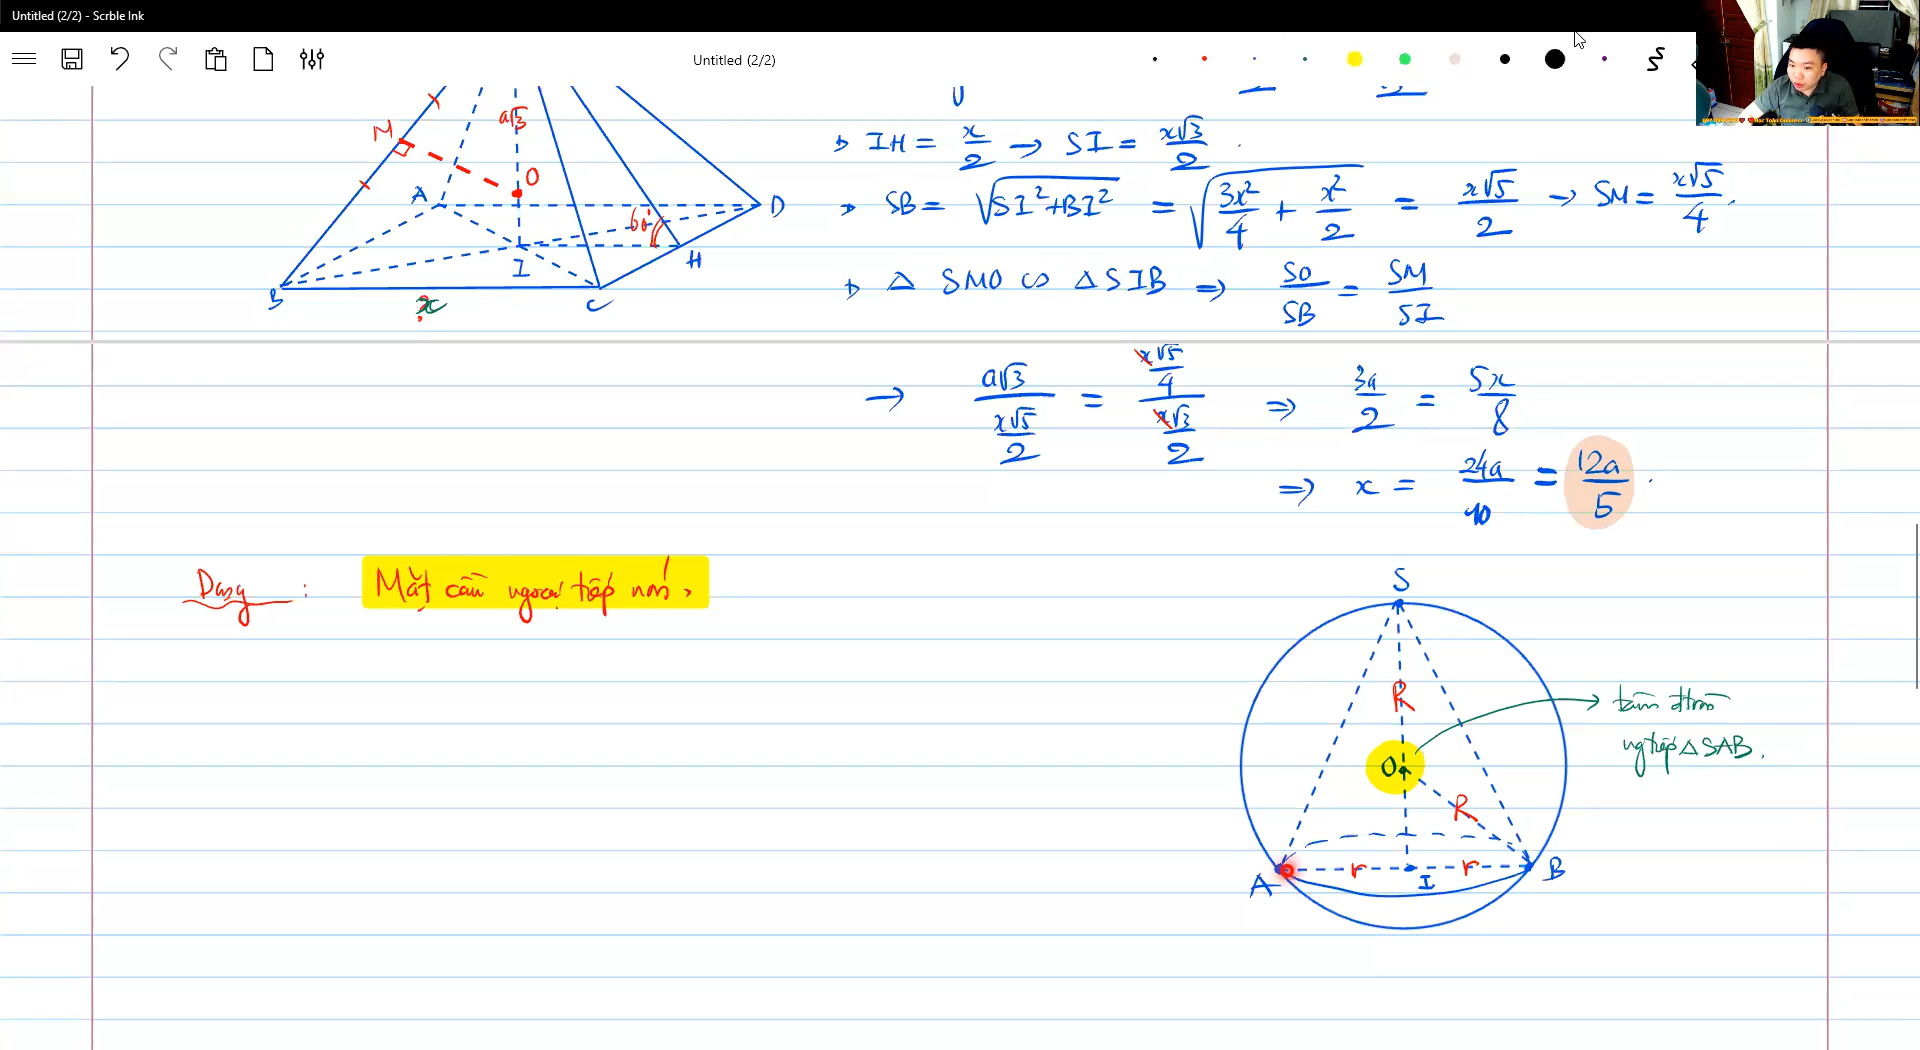 Untitled (2/2) - Scrble Ink
Untitled (2/2)
M
a√3
O
A
D
60°
I
H
B
x
C
IH = x/2 → SI = x√3/2
SB = √(SI² + BI²) = √(3x²/4 + x²/2) = x√5/2 → SM = x√5/4.
△ SMO ∽ △ SIB ⇒ SO/SB = SM/SI
→ a√3/(x√5/2) = (x√5/4)/(x√3/2) ⇒ 3a/2 = 5x/8
⇒ x = 24a/10 = 12a/5.
Dạng : Mặt cầu ngoại tiếp nón.
S
R
O
tâm đtròn
ngtiếp △ SAB.
R
r
r
A
I
B